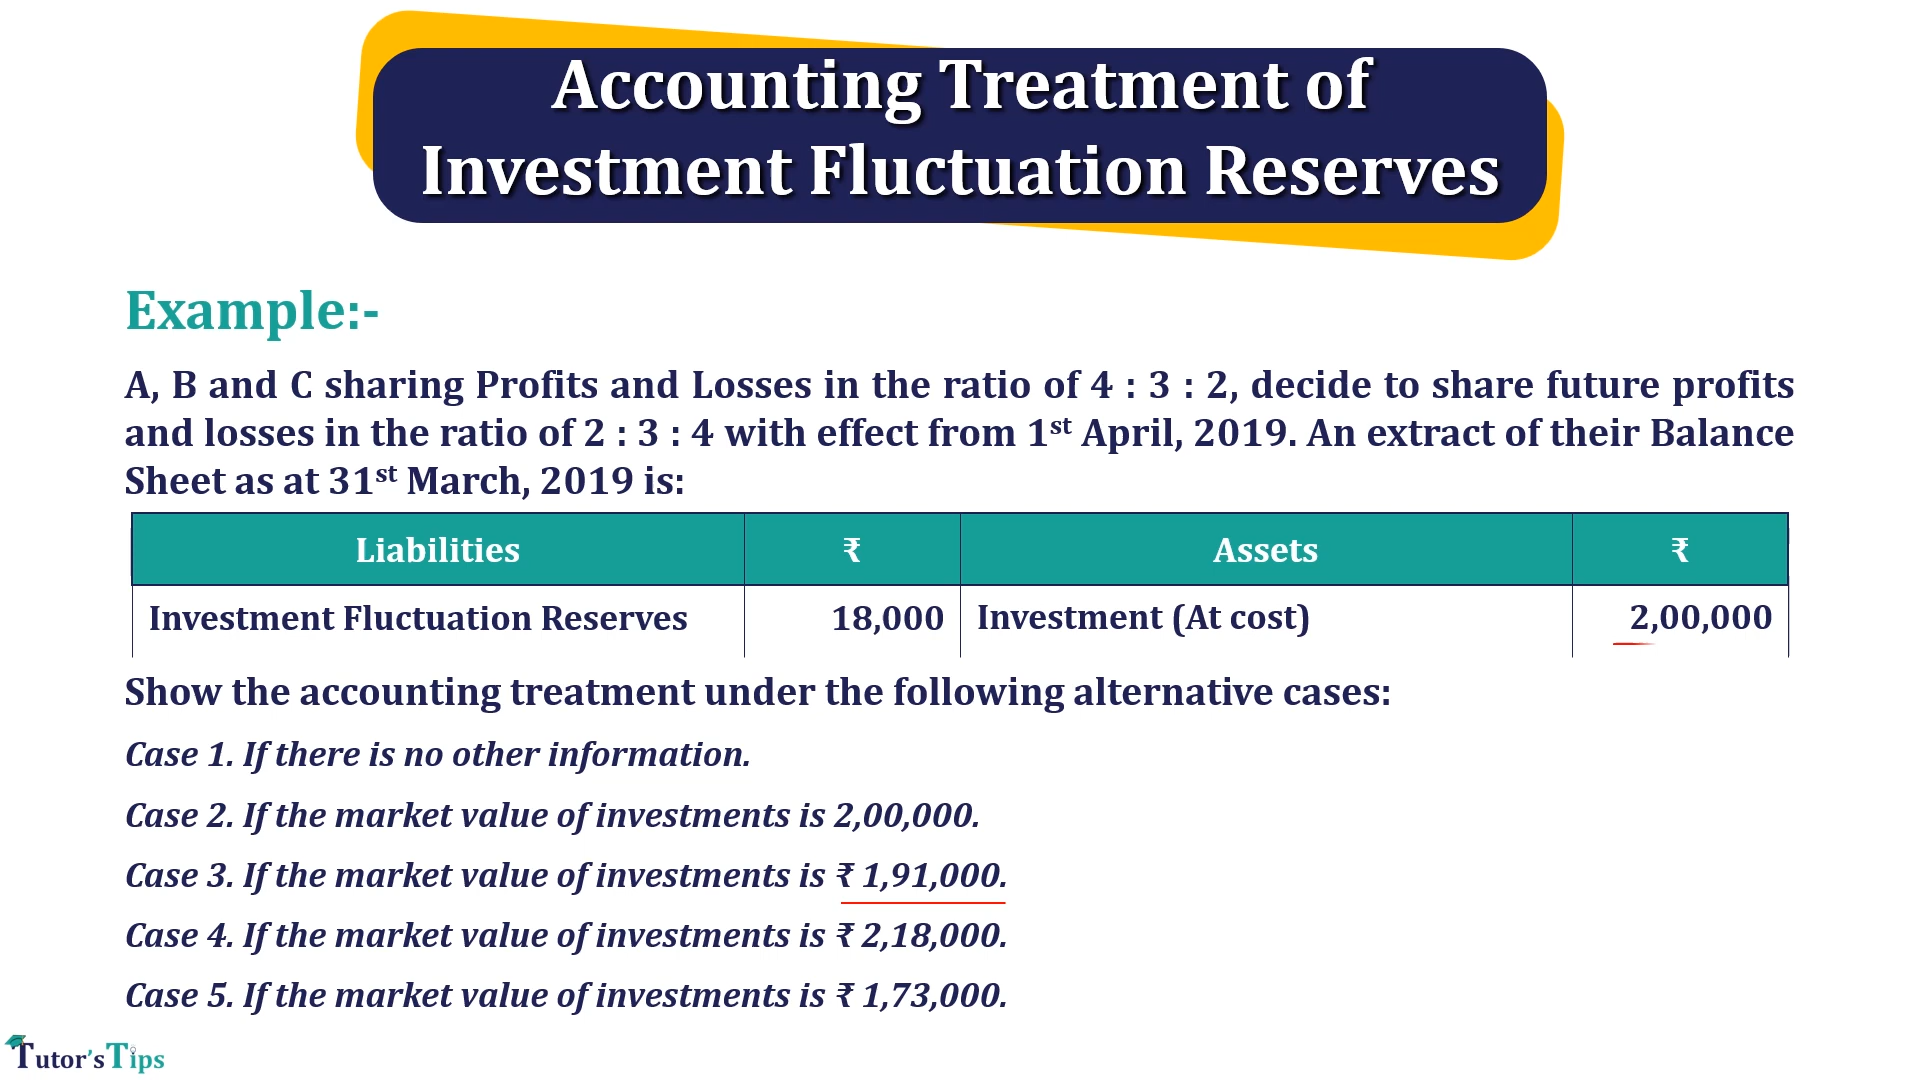 Accounting Treatment of
Investment Fluctuation Reserves
Example:-
A, B and C sharing Profits and Losses in the ratio of 4 : 3 : 2, decide to share future profits
and losses in the ratio of 2 : 3 : 4 with effect from 1st April, 2019. An extract of their Balance
Sheet as at 31st March, 2019 is:
Liabilities ₹ Assets ₹
Investment Fluctuation Reserves 18,000 Investment (At cost) 2,00,000
Show the accounting treatment under the following alternative cases:
Case 1. If there is no other information.
Case 2. If the market value of investments is 2,00,000.
Case 3. If the market value of investments is ₹ 1,91,000.
Case 4. If the market value of investments is ₹ 2,18,000.
Case 5. If the market value of investments is ₹ 1,73,000.
Tutor'sTips